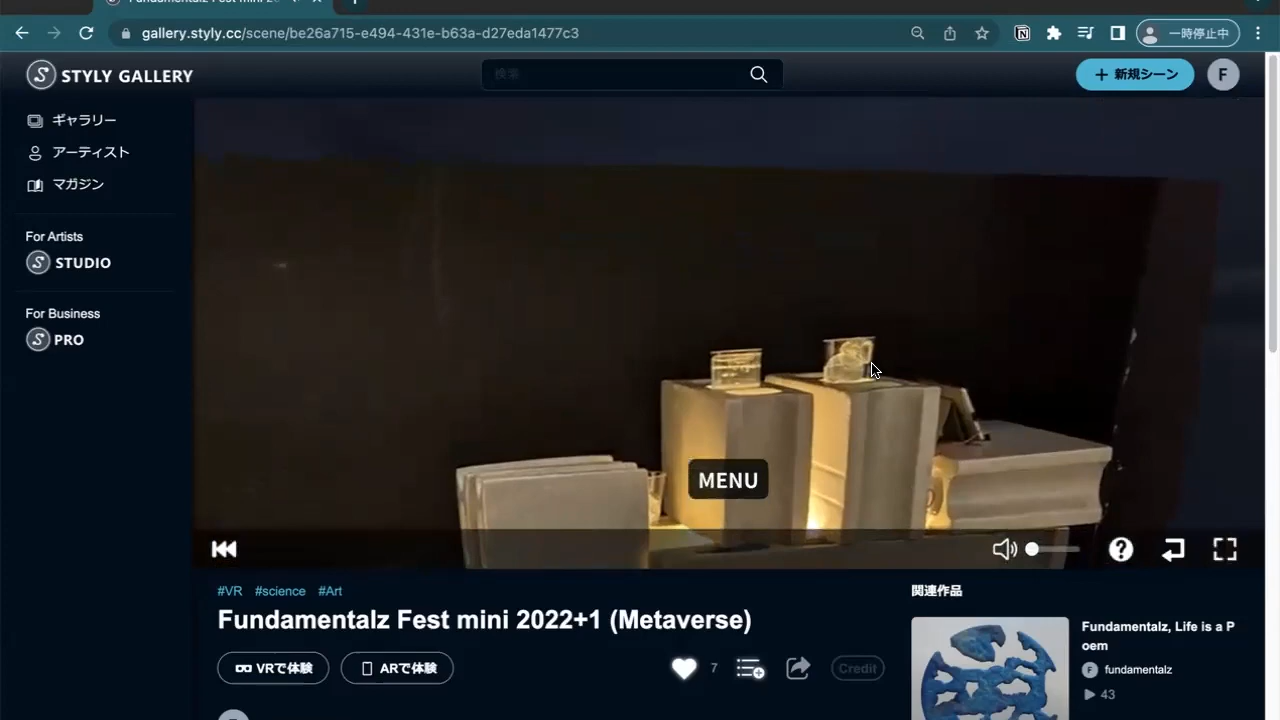 gallery.styly.cc/scene/be26a715-e494-431e-b63a-d27eda1477c3
一時停止中
STYLY GALLERY
検索
新規シーン
F
ギャラリー
アーティスト
マガジン
For Artists
STUDIO
For Business
PRO
MENU
#VR #science #Art
Fundamentalz Fest mini 2022+1 (Metaverse)
VRで体験
ARで体験
7
Credit
関連作品
Fundamentalz, Life is a P
oem
F fundamentalz
43